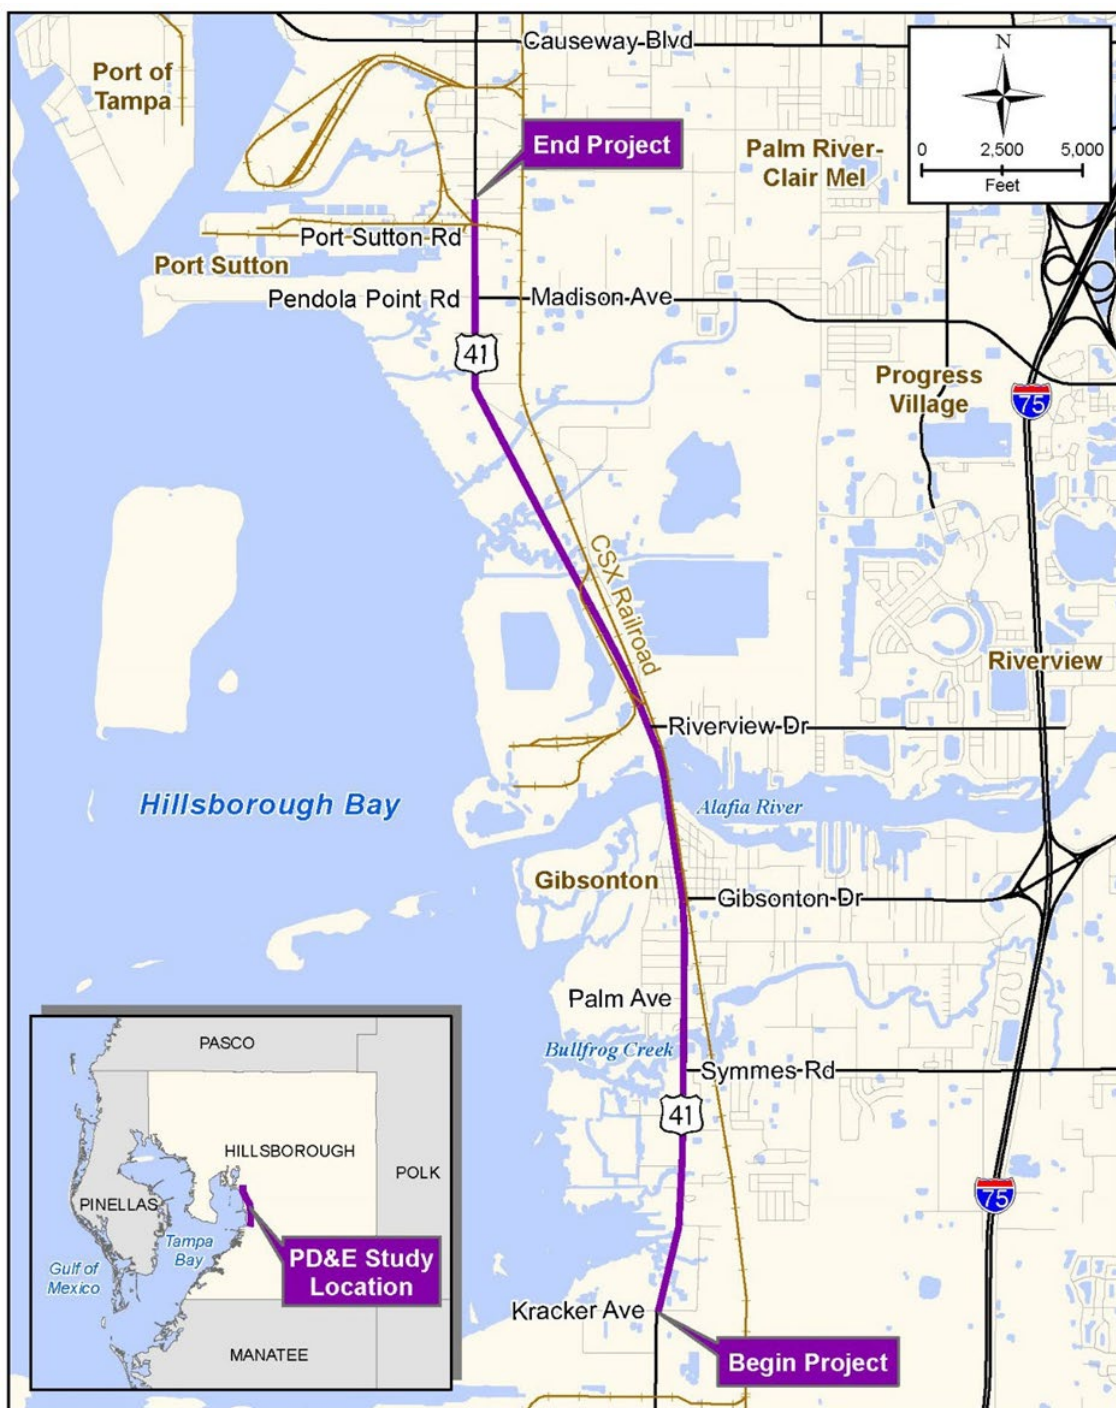 Causeway Blvd
N
0 2,500 5,000
Feet
Port of
Tampa
End Project
Palm River-
Clair Mel
Port Sutton Rd
Port Sutton
Pendola Point Rd
Madison Ave
41
Progress
Village
75
CSX Railroad
Riverview
Riverview Dr
Hillsborough Bay
Alafia River
Gibsonton
Gibsonton Dr
Palm Ave
Bullfrog Creek
Symmes Rd
41
75
Kracker Ave
Begin Project
PASCO
HILLSBOROUGH
POLK
PINELLAS
Tampa
Bay
Gulf of
Mexico
PD&E Study
Location
MANATEE